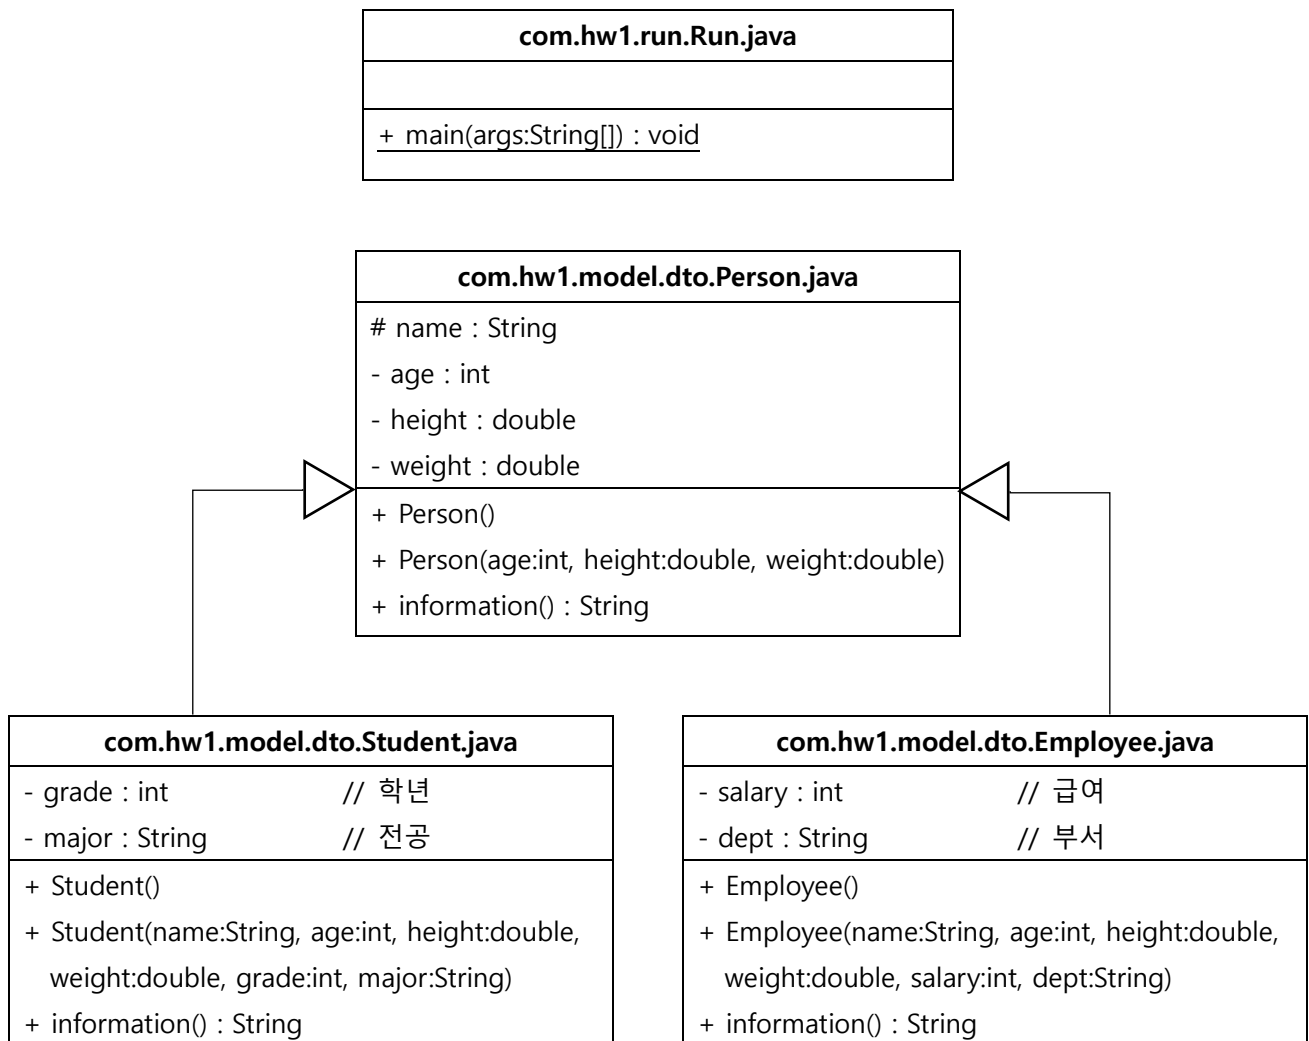 com.hw1.run.Run.java
+ main(args:String[]) : void
com.hw1.model.dto.Person.java
# name : String
- age : int
- height : double
- weight : double
+ Person()
+ Person(age:int, height:double, weight:double)
+ information() : String
com.hw1.model.dto.Student.java
- grade : int // 학년
- major : String // 전공
+ Student()
+ Student(name:String, age:int, height:double,
weight:double, grade:int, major:String)
+ information() : String
com.hw1.model.dto.Employee.java
- salary : int // 급여
- dept : String // 부서
+ Employee()
+ Employee(name:String, age:int, height:double,
weight:double, salary:int, dept:String)
+ information() : String